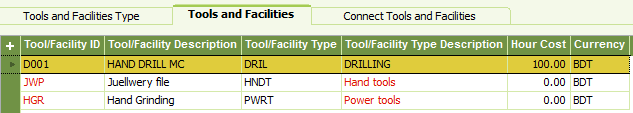 Tools and Facilities Type Tools and Facilities Connect Tools and Facilities
Tool/Facility ID Tool/Facility Description Tool/Facility Type Tool/Facility Type Description Hour Cost Currency
D001 HAND DRILL MC DRIL DRILLING 100.00 BDT
JWP Juellwery file HNDT Hand tools 0.00 BDT
HGR Hand Grinding PWRT Power tools 0.00 BDT